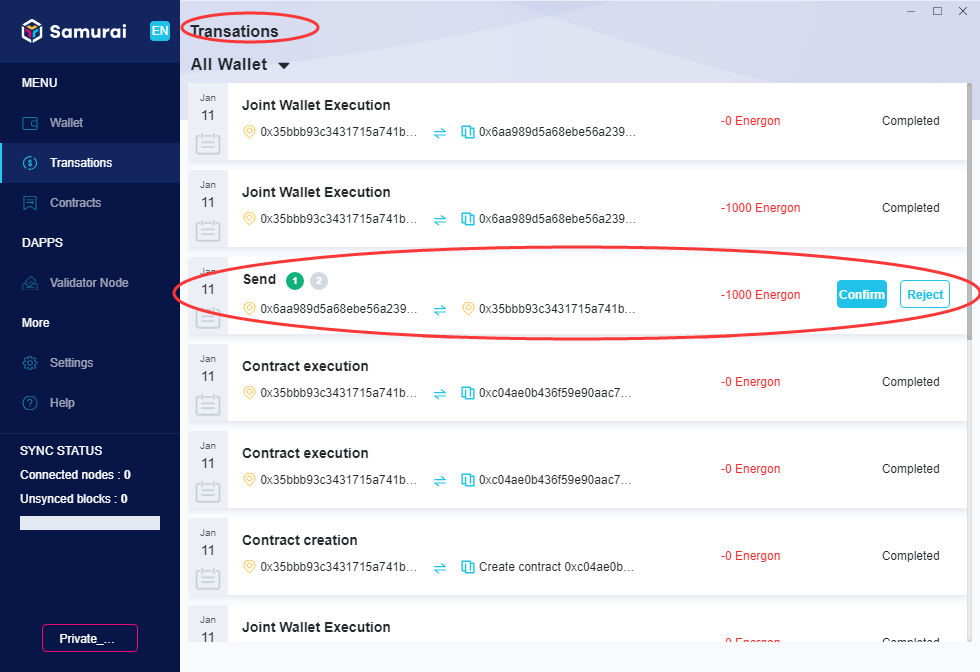 Samurai
EN
MENU
Wallet
Transations
Contracts
DAPPS
Validator Node
More
Settings
Help
SYNC STATUS
Connected nodes : 0
Unsynced blocks : 0
Private_...
Transations
All Wallet
Jan
11
Joint Wallet Execution
0x35bbb93c3431715a741b...
0x6aa989d5a68ebe56a239...
-0 Energon
Completed
Jan
11
Joint Wallet Execution
0x35bbb93c3431715a741b...
0x6aa989d5a68ebe56a239...
-1000 Energon
Completed
Jan
11
Send 1 2
0x6aa989d5a68ebe56a239...
0x35bbb93c3431715a741b...
-1000 Energon
Confirm
Reject
Jan
11
Contract execution
0x35bbb93c3431715a741b...
0xc04ae0b436f59e90aac7...
-0 Energon
Completed
Jan
11
Contract execution
0x35bbb93c3431715a741b...
0xc04ae0b436f59e90aac7...
-0 Energon
Completed
Jan
11
Contract creation
0x35bbb93c3431715a741b...
Create contract 0xc04ae0b...
-0 Energon
Completed
Jan
11
Joint Wallet Execution
-0 Energon
Completed